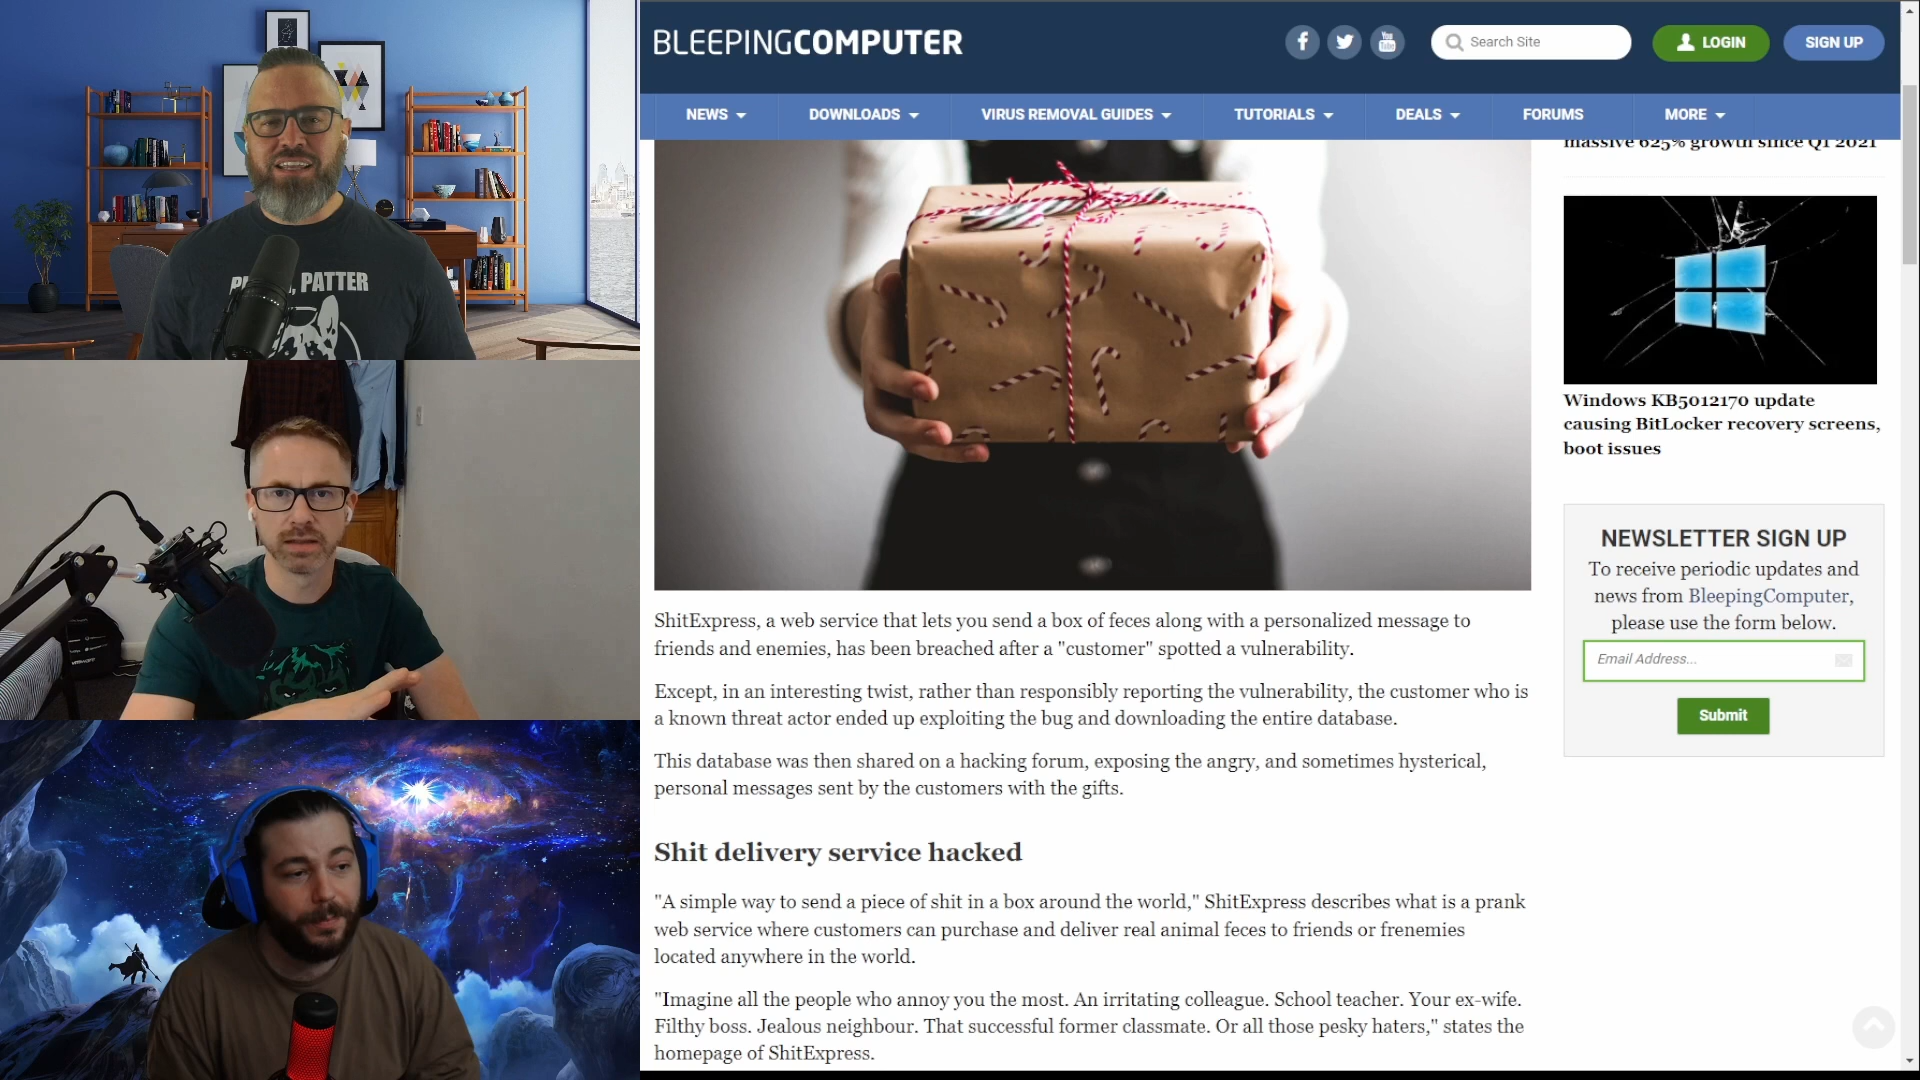 P , PATTER
BLEEPINGCOMPUTER
Search Site
LOGIN
SIGN UP
NEWS
DOWNLOADS
VIRUS REMOVAL GUIDES
TUTORIALS
DEALS
FORUMS
MORE
ShitExpress, a web service that lets you send a box of feces along with a personalized message to
friends and enemies, has been breached after a "customer" spotted a vulnerability.
Except, in an interesting twist, rather than responsibly reporting the vulnerability, the customer who is
a known threat actor ended up exploiting the bug and downloading the entire database.
This database was then shared on a hacking forum, exposing the angry, and sometimes hysterical,
personal messages sent by the customers with the gifts.
Shit delivery service hacked
"A simple way to send a piece of shit in a box around the world," ShitExpress describes what is a prank
web service where customers can purchase and deliver real animal feces to friends or frenemies
located anywhere in the world.
"Imagine all the people who annoy you the most. An irritating colleague. School teacher. Your ex-wife.
Filthy boss. Jealous neighbour. That successful former classmate. Or all those pesky haters," states the
homepage of ShitExpress.
massive 625% growth since Q1 2021
Windows KB5012170 update
causing BitLocker recovery screens,
boot issues
NEWSLETTER SIGN UP
To receive periodic updates and
news from BleepingComputer,
please use the form below.
Email Address...
Submit